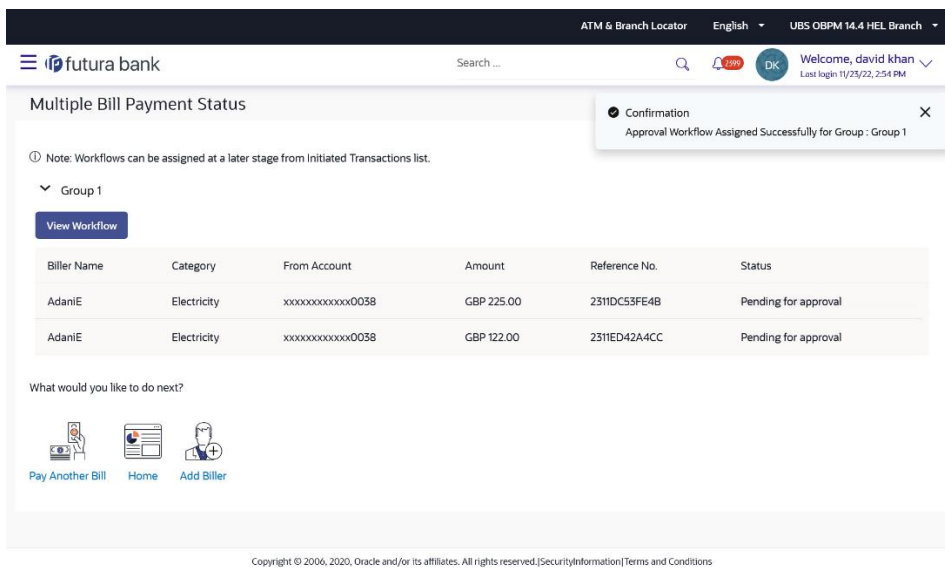 ATM & Branch Locator English UBS OBPM 14.4 HEL Branch
futura bank Search ... 2599 DK Welcome, david khan
Last login 11/23/22, 2:54 PM
Multiple Bill Payment Status
Confirmation
Approval Workflow Assigned Successfully for Group : Group 1
Note: Workflows can be assigned at a later stage from Initiated Transactions list.
Group 1
View Workflow
Biller Name Category From Account Amount Reference No. Status
AdaniE Electricity xxxxxxxxxxxx0038 GBP 225.00 2311DC53FE4B Pending for approval
AdaniE Electricity xxxxxxxxxxxx0038 GBP 122.00 2311ED42A4CC Pending for approval
What would you like to do next?
Pay Another Bill Home Add Biller
Copyright © 2006, 2020, Oracle and/or its affiliates. All rights reserved.|SecurityInformation|Terms and Conditions